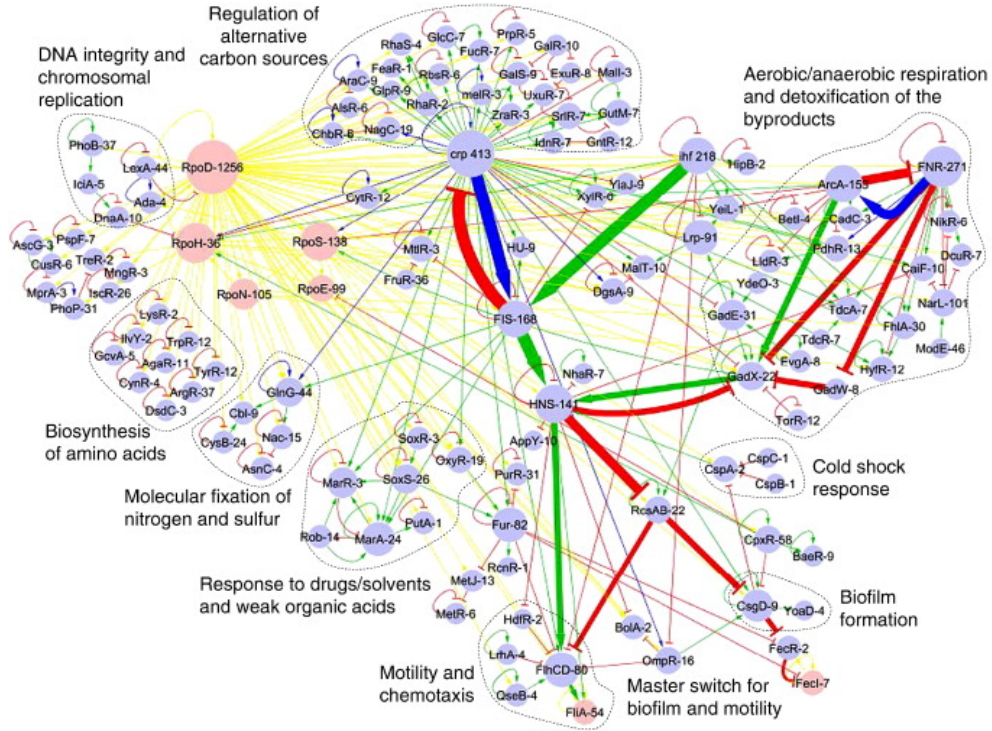 Regulation of
alternative
carbon sources
DNA integrity and
chromosomal
replication
Aerobic/anaerobic respiration
and detoxification of the
byproducts
RhaS-4
GlcC-7
PrpR-5
FucR-7
GalR-10
FeaR-1
RbsR-6
GalS-9
ExuR-8
MalI-3
AraC-9
GlpR-9
melR-3
UxuR-7
AlsR-6
RhaR-2
ZraR-3
SrlR-7
GutM-7
ChbR-6
NagC-19
IdnR-7
GntR-12
PhoB-37
LexA-44
RpoD-1256
crp 413
ihf 218
HipB-2
FNR-271
IciA-5
Ada-4
CytR-12
XylR-6
YiaJ-9
ArcA-155
DnaA-10
YeiL-1
BetI-4
CadC-3
NikR-6
AscG-3
PspF-7
RpoH-36
RpoS-138
MtlR-3
HU-9
Lrp-91
PdhR-13
DcuR-7
CusR-6
TreR-2
MngR-3
MalT-10
LldR-3
CaiF-10
MprA-3
IscR-26
RpoN-105
RpoE-99
FruR-36
DgsA-9
YdeO-3
NarL-101
PhoP-31
LysR-2
FIS-168
GadE-31
TdcA-7
FhlA-30
IlvY-2
TrpR-12
TdcR-7
ModE-46
GcvA-5
AgaR-11
TyrR-12
NhaR-7
EvgA-8
HyfR-12
CynR-4
ArgR-37
GlnG-44
GadX-22
GadW-8
DsdC-3
Cbl-9
HNS-141
TorR-12
Biosynthesis
of amino acids
CysB-24
Nac-15
SoxR-3
AppY-10
AsnC-4
OxyR-19
CspC-1
CspA-2
CspB-1
Cold shock
response
Molecular fixation of
nitrogen and sulfur
MarR-3
SoxS-26
PurR-31
RcsAB-22
PutA-1
Fur-82
Rob-14
MarA-24
CpxR-58
BaeR-9
Response to drugs/solvents
and weak organic acids
RcnR-1
MetJ-13
MetR-6
CsgD-9
YoaD-4
Biofilm
formation
HdfR-2
BolA-2
FecR-2
LrhA-4
FlhCD-80
OmpR-16
FecI-7
Motility and
chemotaxis
QseB-4
FliA-54
Master switch for
biofilm and motility